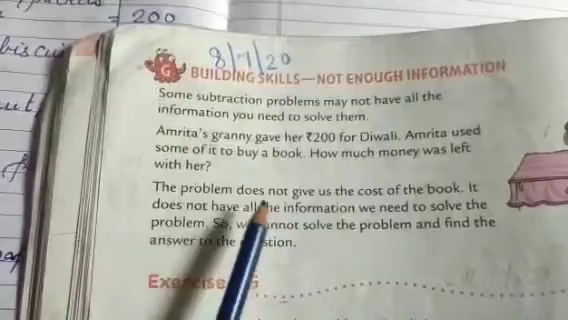 200
biscui
8/7/20
G BUILDING SKILLS—NOT ENOUGH INFORMATION
Some subtraction problems may not have all the
information you need to solve them.
Amrita's granny gave her ₹200 for Diwali. Amrita used
some of it to buy a book. How much money was left
with her?
The problem does not give us the cost of the book. It
does not have all the information we need to solve the
problem. So, we cannot solve the problem and find the
answer to the question.
Exercise G